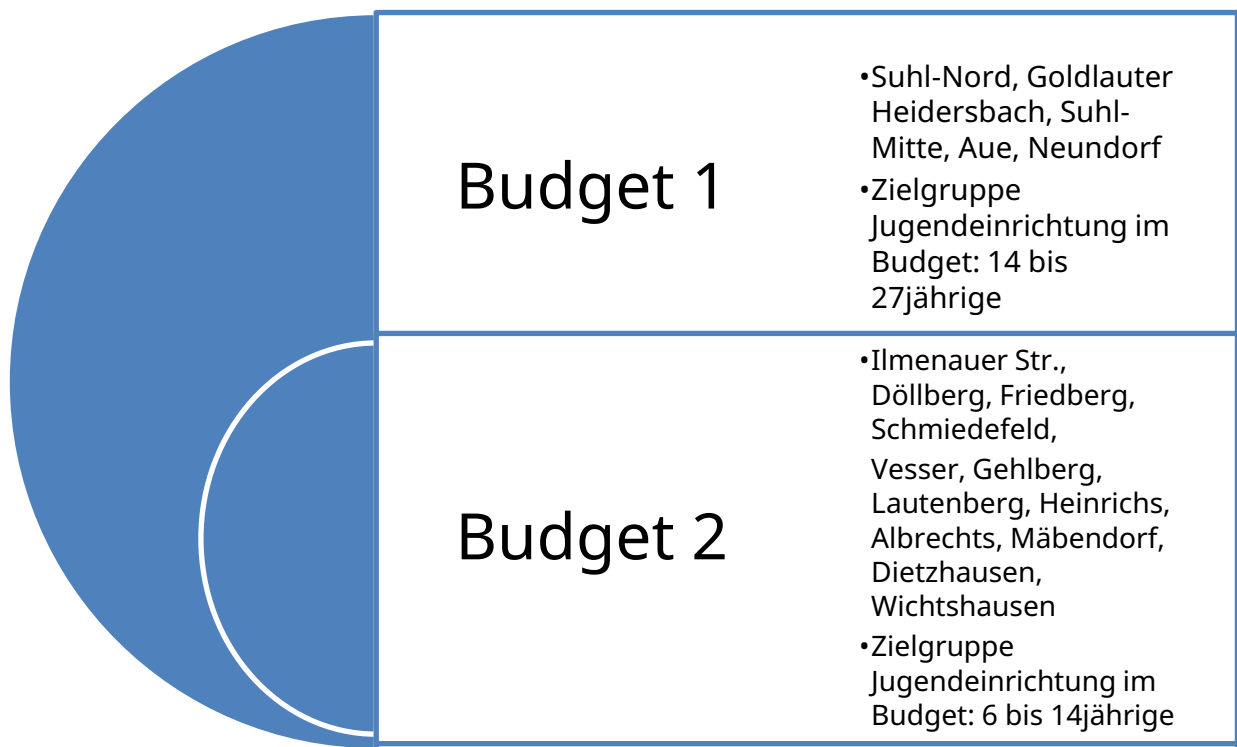 Budget 1
•Suhl-Nord, Goldlauter
Heidersbach, Suhl-
Mitte, Aue, Neundorf
•Zielgruppe
Jugendeinrichtung im
Budget: 14 bis
27jährige
Budget 2
•Ilmenauer Str.,
Döllberg, Friedberg,
Schmiedefeld,
Vesser, Gehlberg,
Lautenberg, Heinrichs,
Albrechts, Mäbendorf,
Dietzhausen,
Wichtshausen
•Zielgruppe
Jugendeinrichtung im
Budget: 6 bis 14jährige